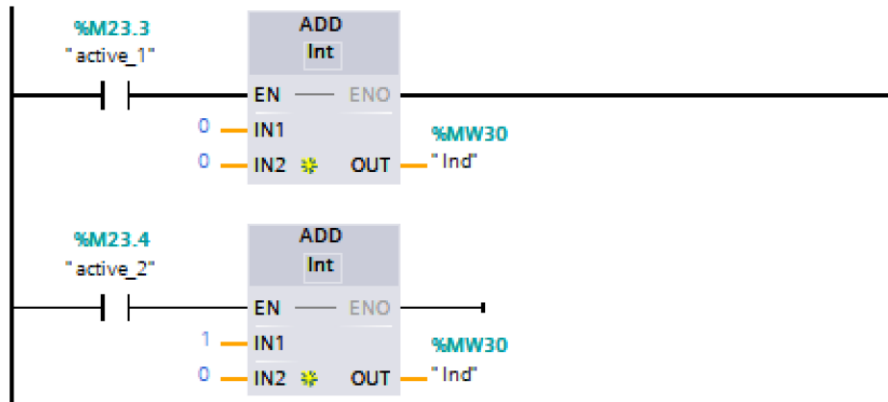 %M23.3
"active_1"
ADD
Int
EN ENO
0 IN1
%MW30
0 IN2 OUT "Ind"
%M23.4
"active_2"
ADD
Int
EN ENO
1 IN1
%MW30
0 IN2 OUT "Ind"